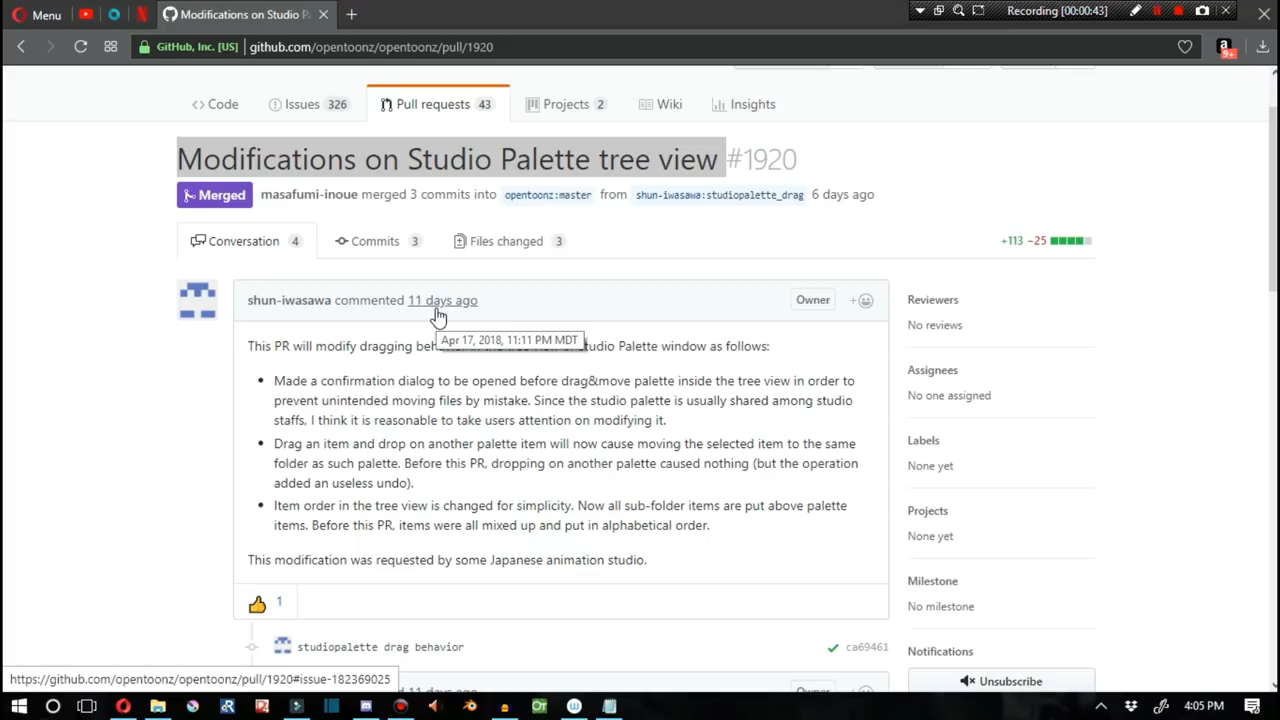 Menu
Modifications on Studio P
Recording [00:00:43]
GitHub, Inc. [US]
github.com/opentoonz/opentoonz/pull/1920
a
9+
Code
Issues 326
Pull requests 43
Projects 2
Wiki
Insights
Modifications on Studio Palette tree view #1920
Merged
masafumi-inoue merged 3 commits into opentoonz:master from shun-iwasawa:studiopalette_drag 6 days ago
Conversation 4
Commits 3
Files changed 3
+113 −25
shun-iwasawa commented 11 days ago
Owner
+
Apr 17, 2018, 11:11 PM MDT
This PR will modify dragging beh udio Palette window as follows:
Made a confirmation dialog to be opened before drag&move palette inside the tree view in order to
prevent unintended moving files by mistake. Since the studio palette is usually shared among studio
staffs, I think it is reasonable to take users attention on modifying it.
Drag an item and drop on another palette item will now cause moving the selected item to the same
folder as such palette. Before this PR, dropping on another palette caused nothing (but the operation
added an useless undo).
Item order in the tree view is changed for simplicity. Now all sub-folder items are put above palette
items. Before this PR, items were all mixed up and put in alphabetical order.
This modification was requested by some Japanese animation studio.
1
studiopalette drag behavior
ca69461
Reviewers
No reviews
Assignees
No one assigned
Labels
None yet
Projects
None yet
Milestone
No milestone
Notifications
Unsubscribe
https://github.com/opentoonz/opentoonz/pull/1920#issue-182369025
11 days ago
Owner
OT
4:05 PM